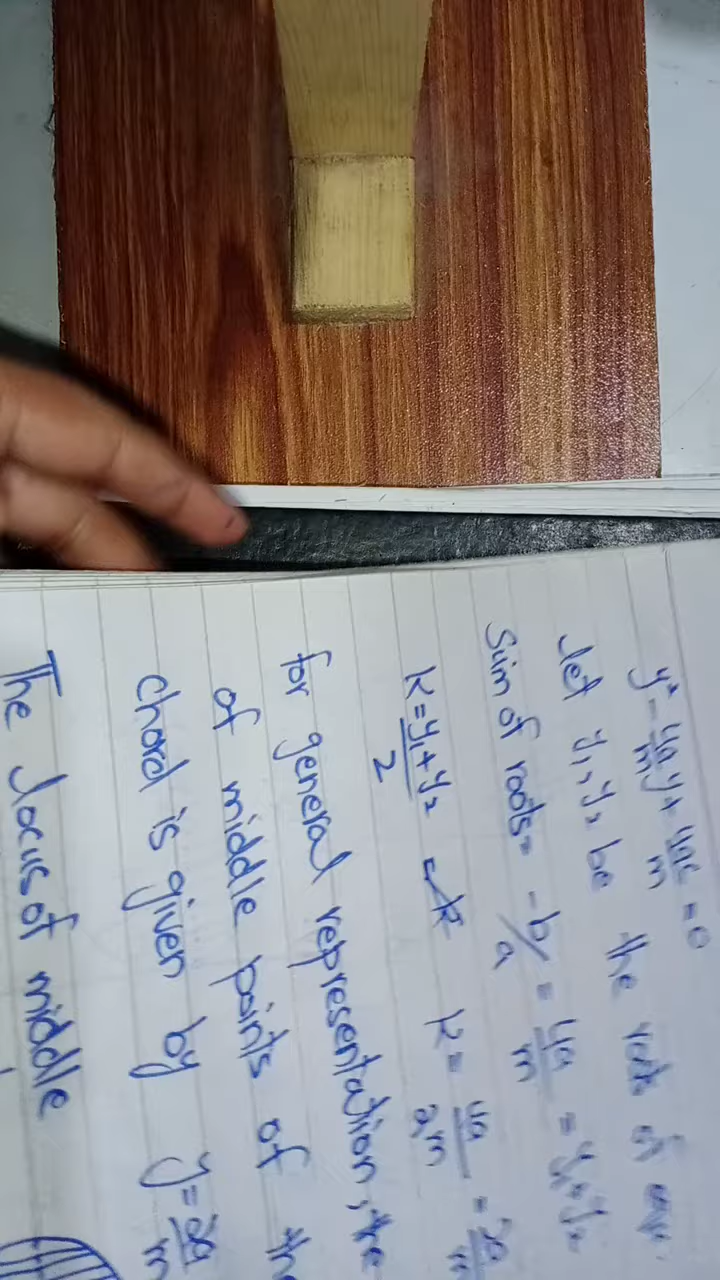 y² - 4a/m y + 4ac/m = 0
let y₁, y₂ be the roots of
Sum of roots = -b/a = 4a/m = y₁ + y₂
K = y₁ + y₂ / 2 K = 4a/2m = 2a/m
for general representation, the
of middle points of the
chord is given by y = 2a/m
The locus of middle